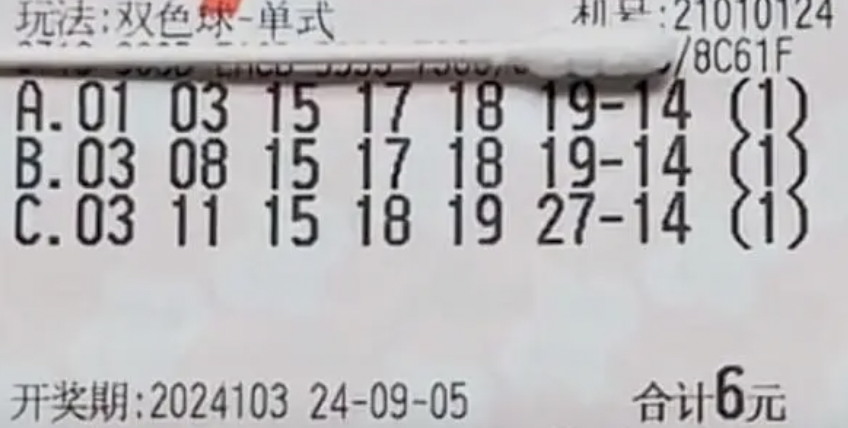 玩法:双色球-单式 机号:21010124
/8C61F
A.01 03 15 17 18 19-14 (1)
B.03 08 15 17 18 19-14 (1)
C.03 11 15 18 19 27-14 (1)
开奖期:2024103 24-09-05 合计6元